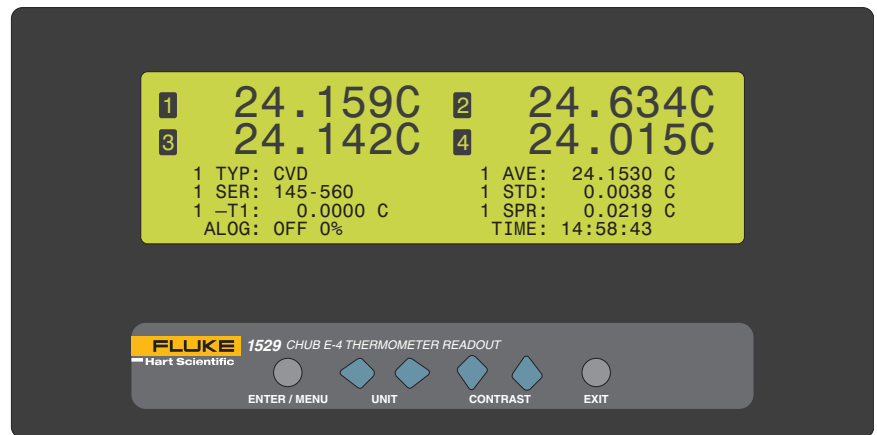 1 24.159C 2 24.634C
3 24.142C 4 24.015C
1 TYP: CVD 1 AVE: 24.1530 C
1 SER: 145-560 1 STD: 0.0038 C
1 –T1: 0.0000 C 1 SPR: 0.0219 C
ALOG: OFF 0% TIME: 14:58:43
FLUKE 1529 CHUB E-4 THERMOMETER READOUT
Hart Scientific
ENTER / MENU UNIT CONTRAST EXIT